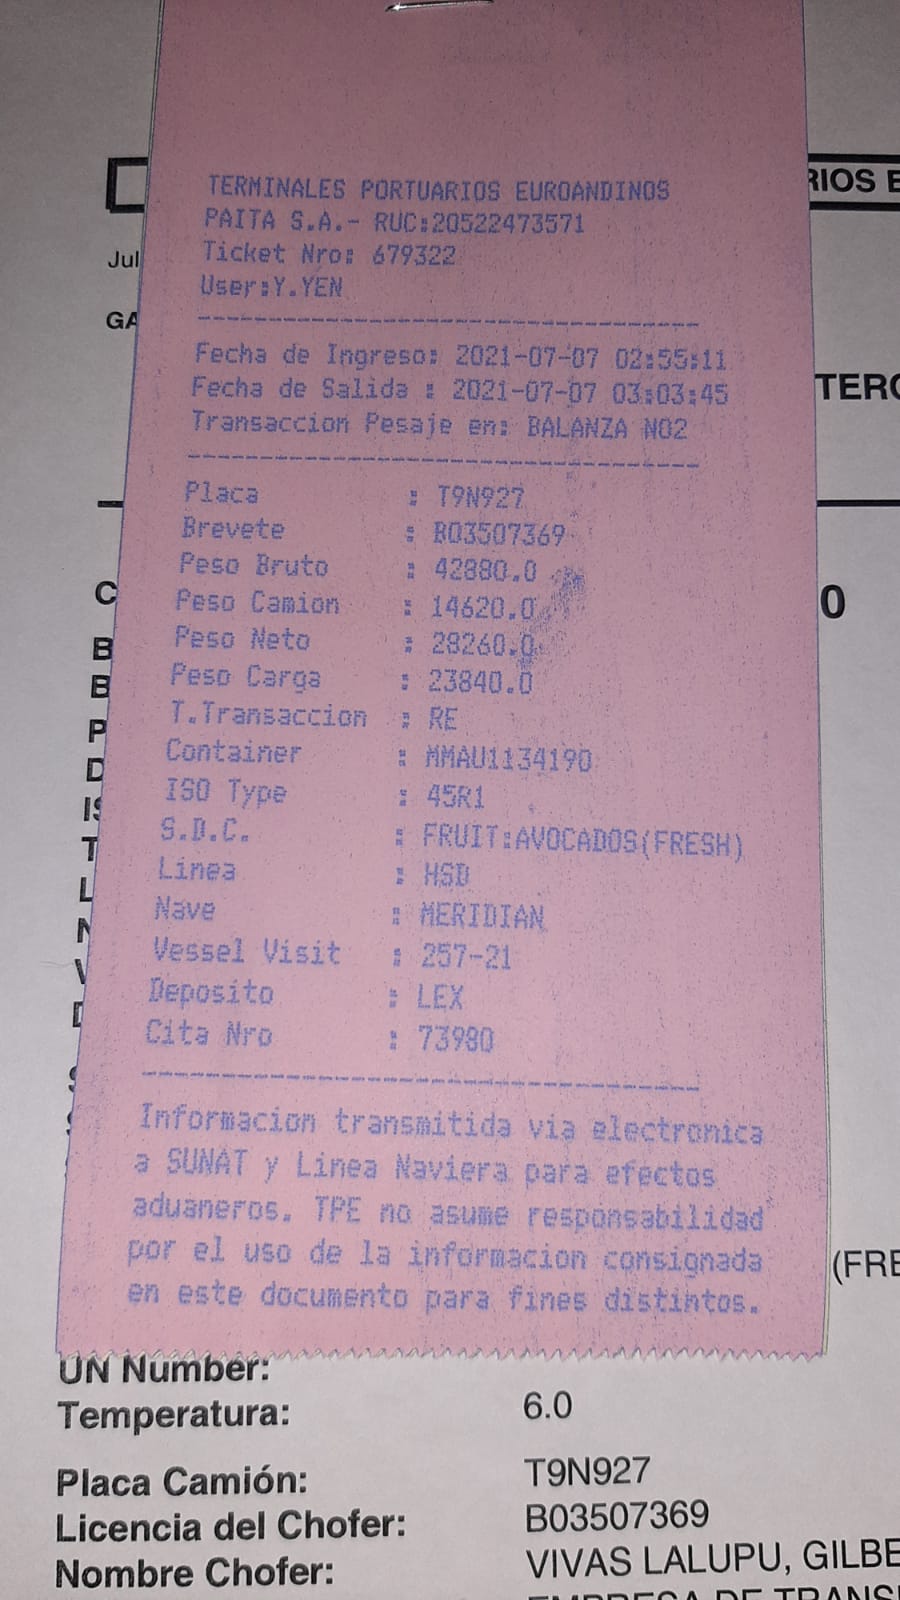 TERMINALES PORTUARIOS EUROANDINOS
PAITA S.A.- RUC:20522473571
Ticket Nro: 679322
User:Y.YEN
Fecha de Ingreso: 2021-07-07 02:55:11
Fecha de Salida : 2021-07-07 03:03:45
Transaccion Pesaje en: BALANZA NO2
Placa : T9N927
Brevete : B03507369
Peso Bruto : 42880.0
Peso Camion : 14620.0
Peso Neto : 28260.0
Peso Carga : 23840.0
T.Transaccion : RE
Container : MMAU1134190
ISO Type : 45R1
S.D.C. : FRUIT:AVOCADOS(FRESH)
Linea : HSD
Nave : MERIDIAN
Vessel Visit : 257-21
Deposito : LEX
Cita Nro : 73980
Informacion transmitida via electronica
a SUNAT y Linea Naviera para efectos
aduaneros. TPE no asume responsabilidad
por el uso de la informacion consignada
en este documento para fines distintos.
UN Number:
Temperatura: 6.0
Placa Camión: T9N927
Licencia del Chofer: B03507369
Nombre Chofer: VIVAS LALUPU, GILBE